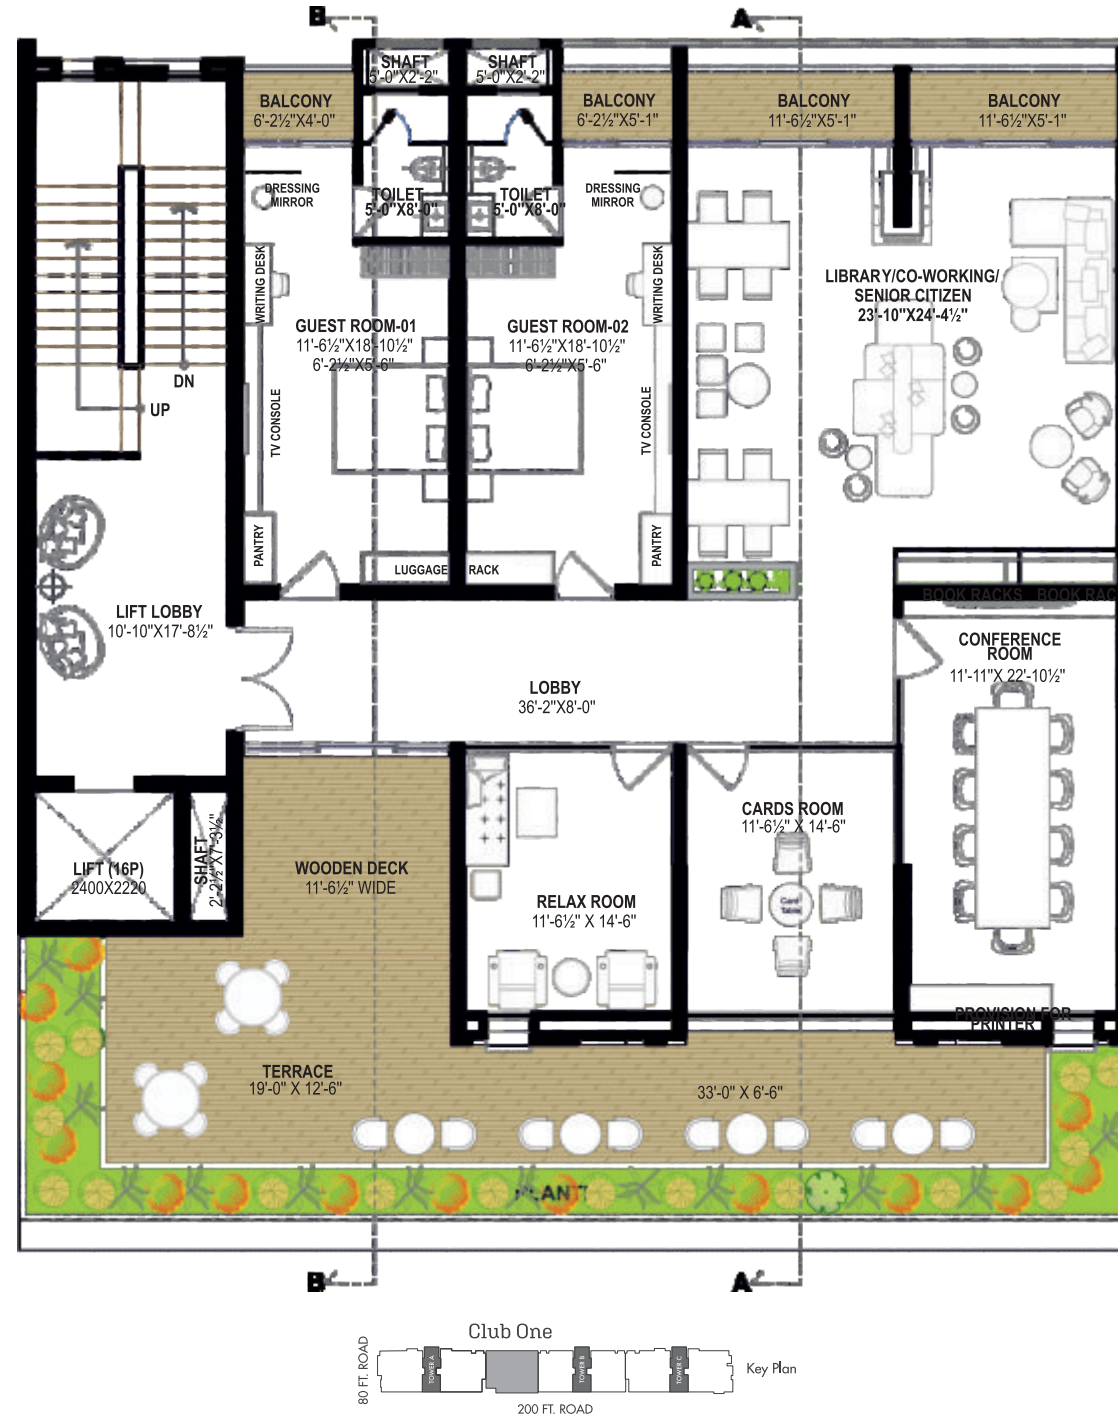 B
A
SHAFT
5'-0"X2'-2"
SHAFT
5'-0"X2'-2"
BALCONY
6'-2½"X4'-0"
BALCONY
6'-2½"X5'-1"
BALCONY
11'-6½"X5'-1"
BALCONY
11'-6½"X5'-1"
DRESSING
MIRROR
TOILET
5'-0"X8'-0"
TOILET
5'-0"X8'-0"
DRESSING
MIRROR
WRITING DESK
WRITING DESK
LIBRARY/CO-WORKING/
SENIOR CITIZEN
23'-10"X24'-4½"
GUEST ROOM-01
11'-6½"X18'-10½"
6'-2½"X5'-6"
GUEST ROOM-02
11'-6½"X18'-10½"
6'-2½"X5'-6"
DN
UP
TV CONSOLE
TV CONSOLE
PANTRY
PANTRY
LUGGAGE RACK
BOOK RACKS
BOOK RAC
LIFT LOBBY
10'-10"X17'-8½"
CONFERENCE
ROOM
11'-11"X 22'-10½"
LOBBY
36'-2"X8'-0"
CARDS ROOM
11'-6½" X 14'-6"
LIFT (16P)
2400X2220
SHAFT
2'-2½"X7'-3½"
WOODEN DECK
11'-6½" WIDE
RELAX ROOM
11'-6½" X 14'-6"
Card
Table
PROVISION FOR
PRINTER
TERRACE
19'-0" X 12'-6"
33'-0" X 6'-6"
B
A
Club One
80 FT. ROAD
TOWER A
TOWER B
TOWER C
Key Plan
200 FT. ROAD